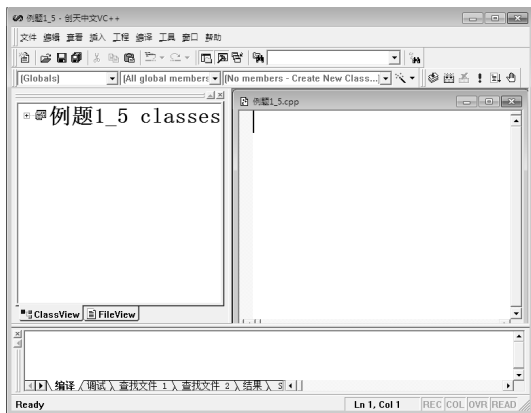 例题1_5 - 创天中文VC++
文件 编辑 查看 插入 工程 编译 工具 窗口 帮助
[Globals] [All global members [No members - Create New Class...]
例题1_5 classes
例题1_5.cpp
ClassView FileView
编译 调试 查找文件 1 查找文件 2 结果 S
Ready Ln 1, Col 1 REC COL OVR READ